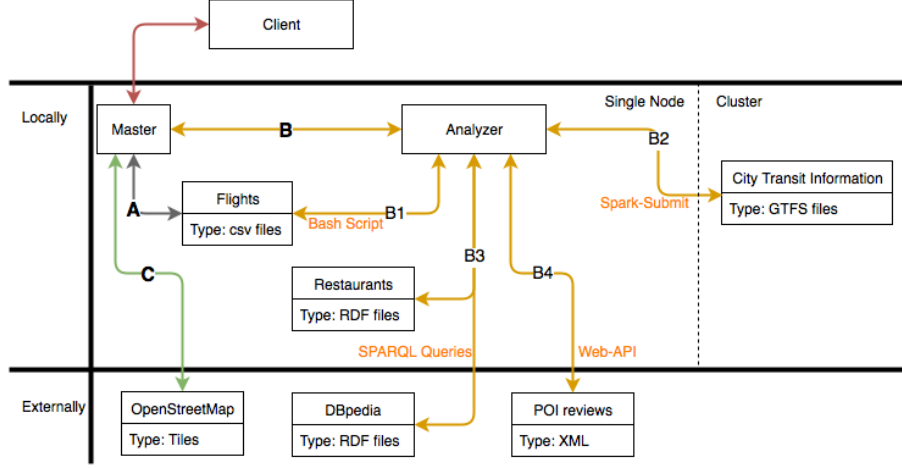 Client
Locally
Single Node
Cluster
Master
B
Analyzer
B2
City Transit Information
Type: GTFS files
Spark-Submit
A
Flights
Type: csv files
B1
Bash Script
B3
C
B4
Restaurants
Type: RDF files
SPARQL Queries
Web-API
Externally
OpenStreetMap
Type: Tiles
DBpedia
Type: RDF files
POI reviews
Type: XML